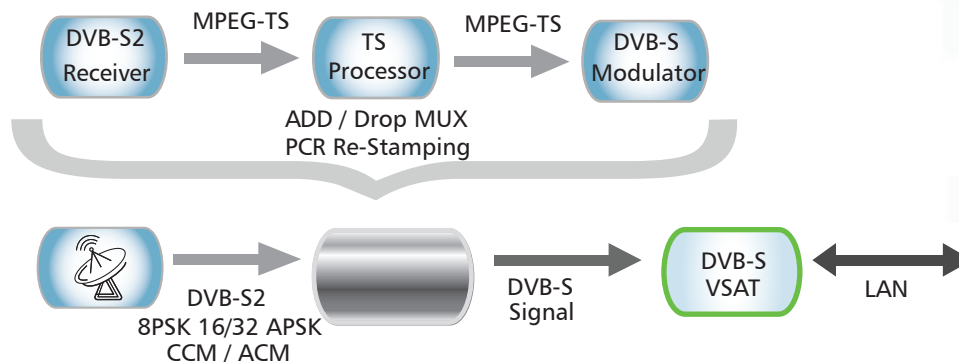 MPEG-TS
MPEG-TS
DVB-S2
Receiver
TS
Processor
DVB-S
Modulator
ADD / Drop MUX
PCR Re-Stamping
DVB-S2
8PSK 16/32 APSK
CCM / ACM
DVB-S
Signal
DVB-S
VSAT
LAN